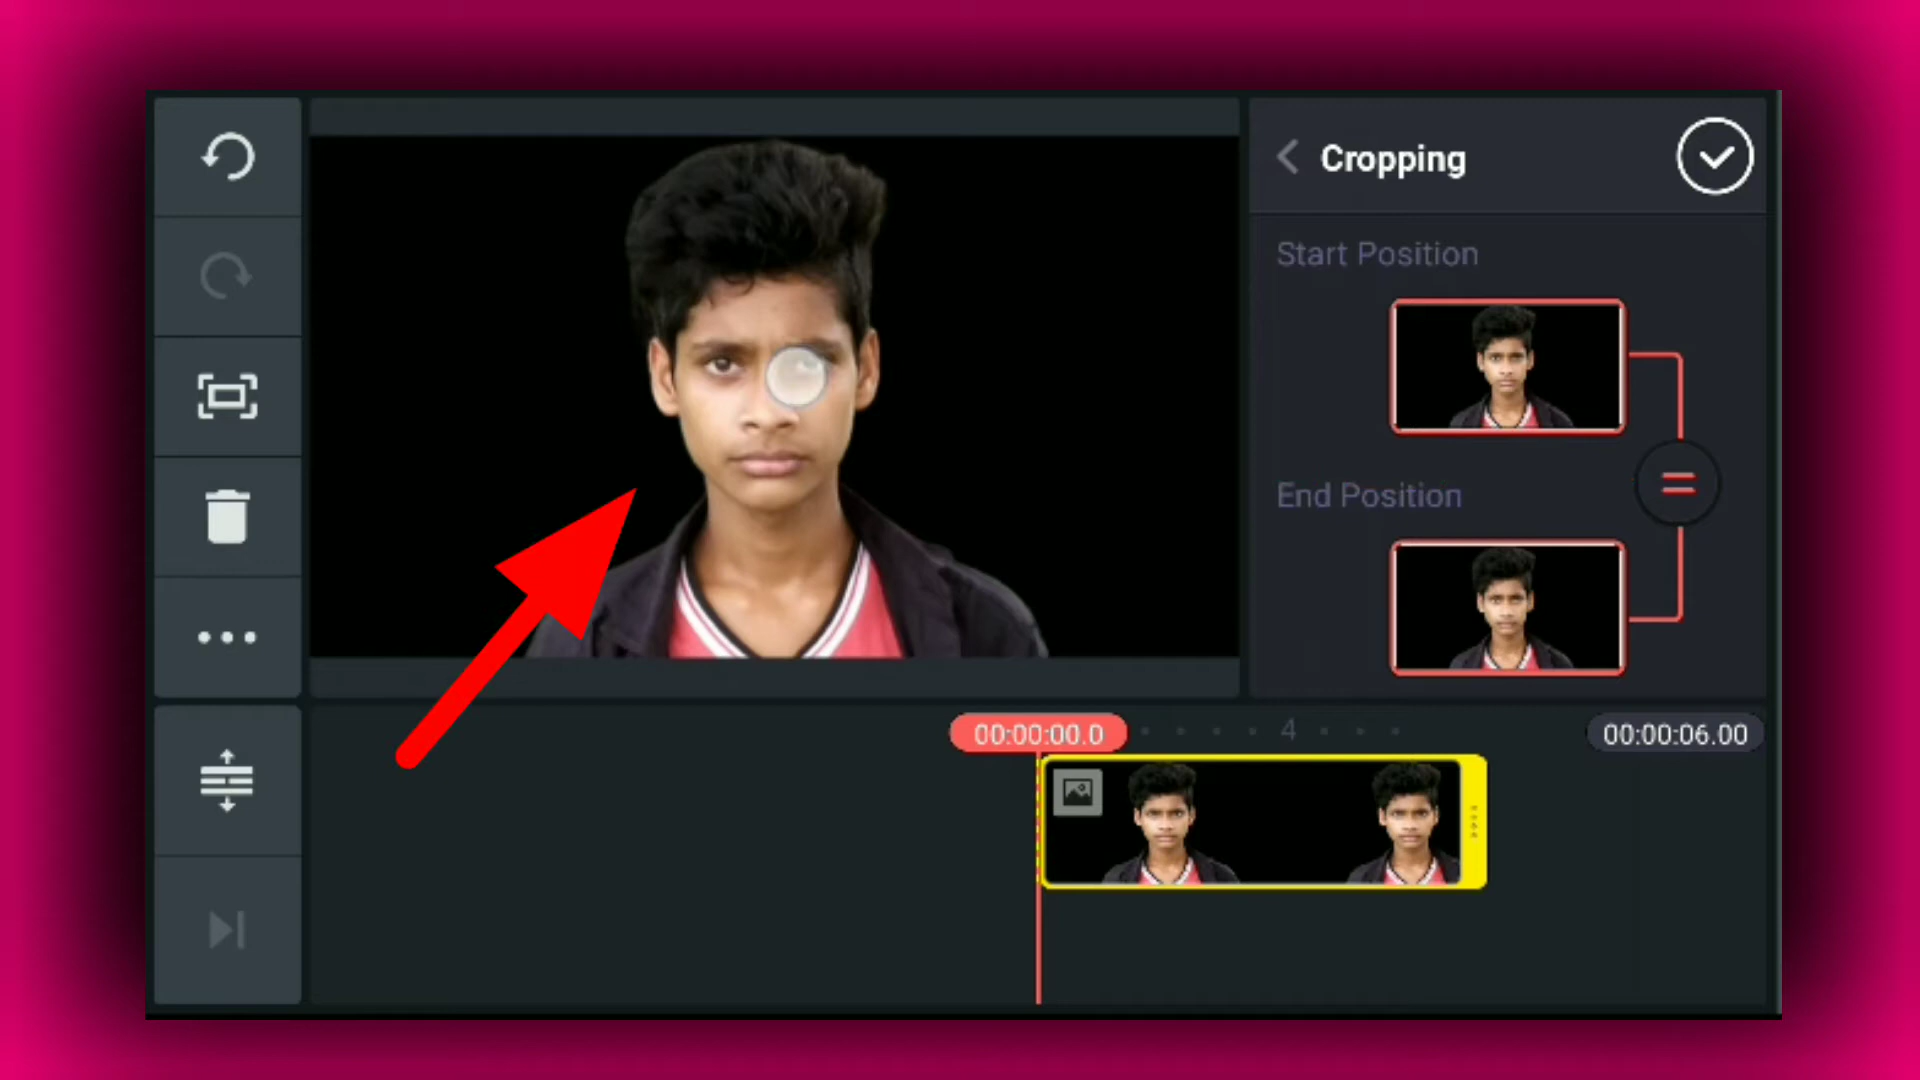 Cropping
Start Position
End Position
00:00:00.0
4
00:00:06.00